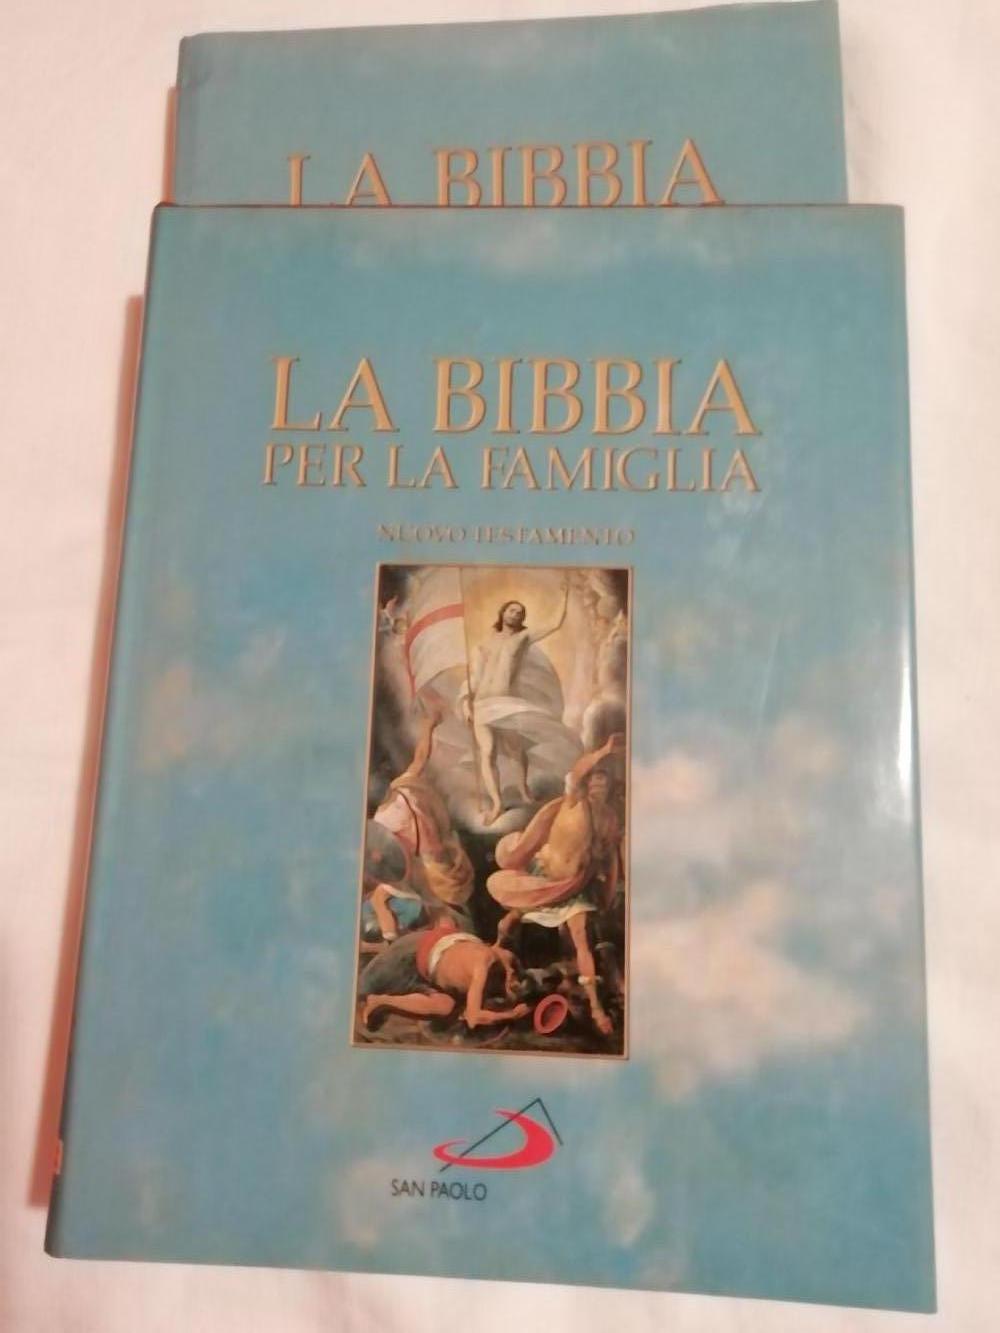 LA BIBBIA
LA BIBBIA
PER LA FAMIGLIA
NUOVO TESTAMENTO
SAN PAOLO